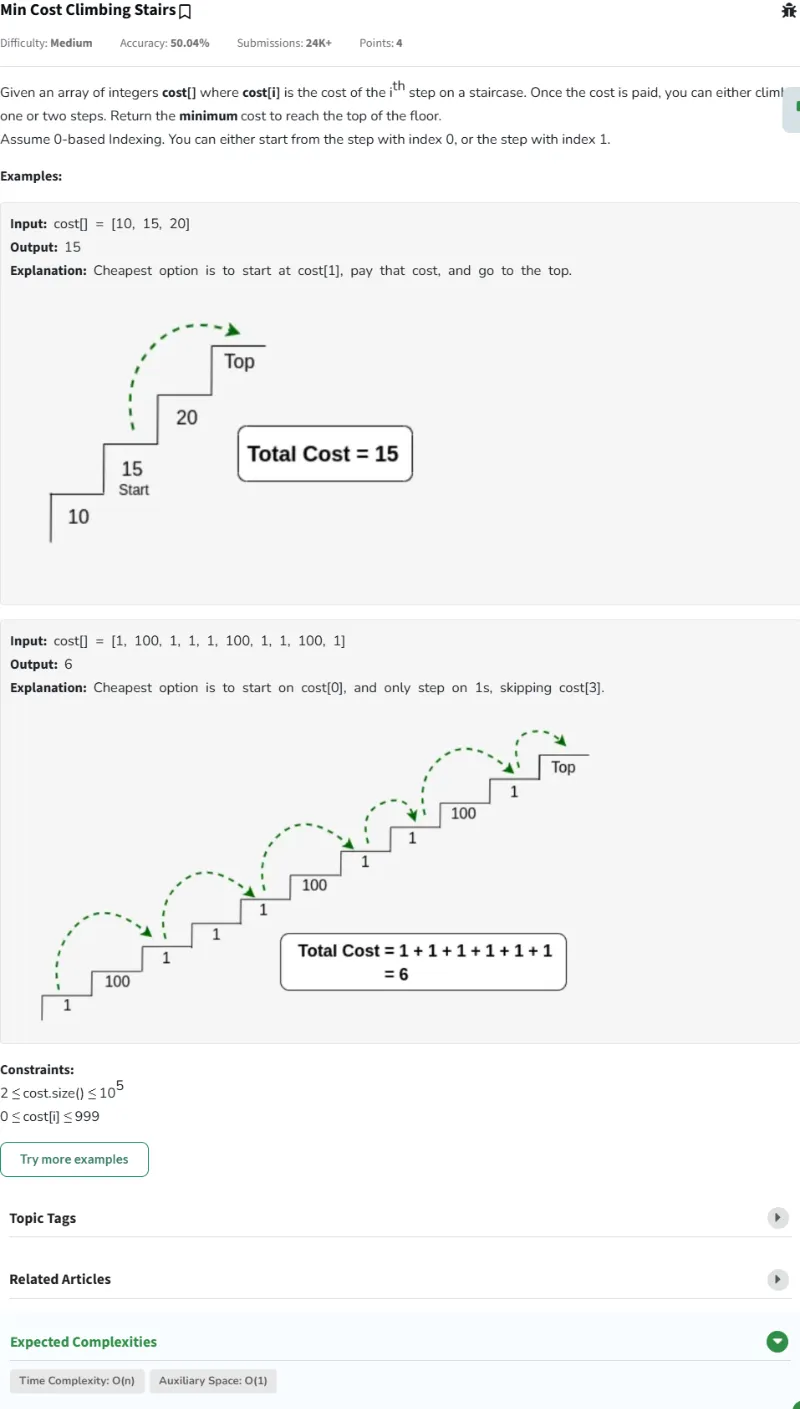 Min Cost Climbing Stairs
Difficulty: Medium Accuracy: 50.04% Submissions: 24K+ Points: 4
Given an array of integers cost[] where cost[i] is the cost of the ith step on a staircase. Once the cost is paid, you can either climb
one or two steps. Return the minimum cost to reach the top of the floor.
Assume 0-based Indexing. You can either start from the step with index 0, or the step with index 1.
Examples:
Input: cost[] = [10, 15, 20]
Output: 15
Explanation: Cheapest option is to start at cost[1], pay that cost, and go to the top.
Top
20
Total Cost = 15
15
Start
10
Input: cost[] = [1, 100, 1, 1, 1, 100, 1, 1, 100, 1]
Output: 6
Explanation: Cheapest option is to start on cost[0], and only step on 1s, skipping cost[3].
Top
1
100
1
1
100
1
1
1
100
1
Total Cost = 1 + 1 + 1 + 1 + 1 + 1
= 6
Constraints:
2 ≤ cost.size() ≤ 10^5
0 ≤ cost[i] ≤ 999
Try more examples
Topic Tags
Related Articles
Expected Complexities
Time Complexity: O(n) Auxiliary Space: O(1)